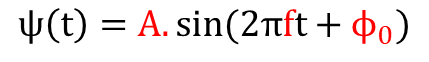 ψ(t) = A. sin(2πft + ϕ₀)